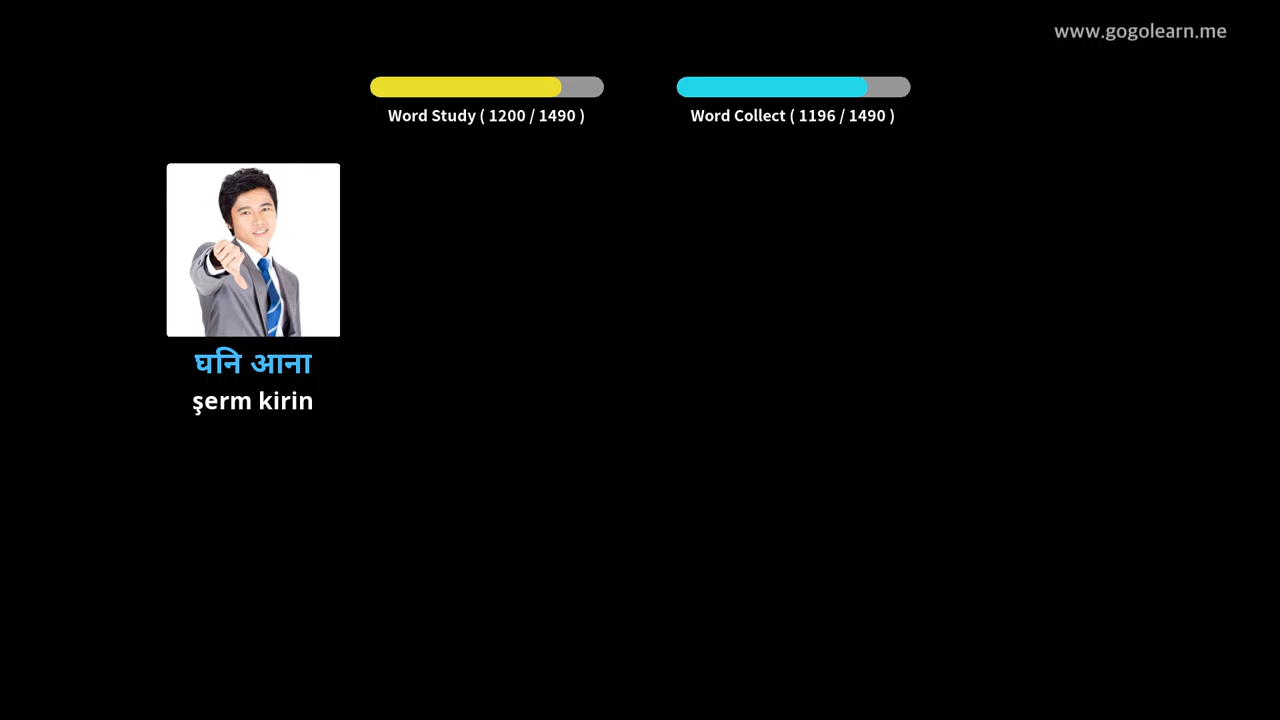 www.gogolearn.me
Word Study ( 1200 / 1490 )
Word Collect ( 1196 / 1490 )
घनि आना
şerm kirin